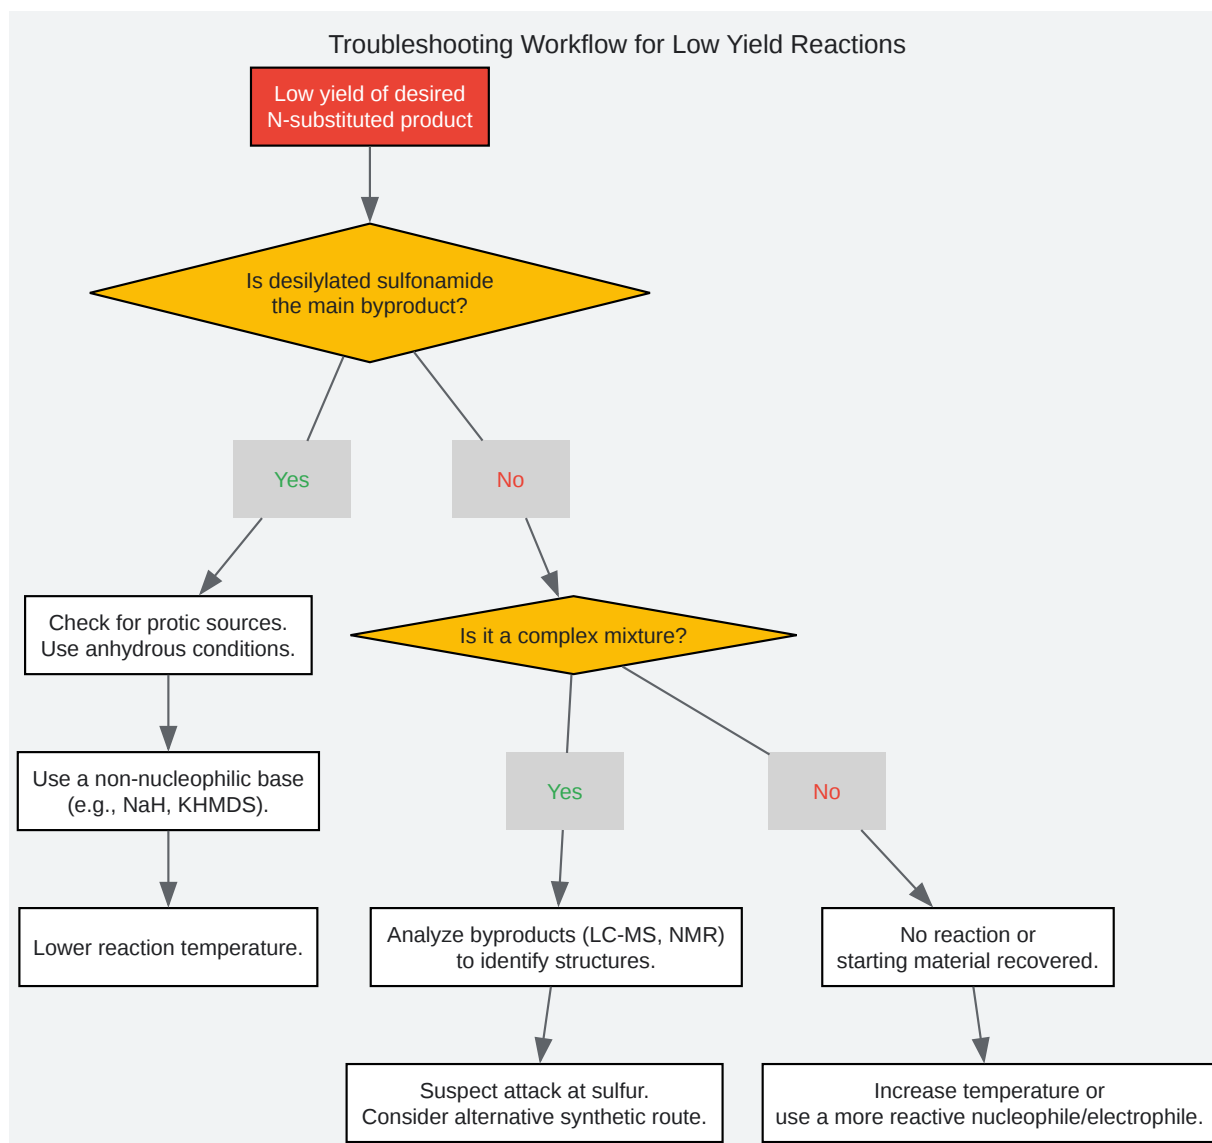 Troubleshooting Workflow for Low Yield Reactions
Low yield of desired
N-substituted product
Is desilylated sulfonamide
the main byproduct?
Yes
No
Check for protic sources.
Use anhydrous conditions.
Is it a complex mixture?
Use a non-nucleophilic base
(e.g., NaH, KHMDS).
Yes
No
Lower reaction temperature.
Analyze byproducts (LC-MS, NMR)
to identify structures.
No reaction or
starting material recovered.
Suspect attack at sulfur.
Consider alternative synthetic route.
Increase temperature or
use a more reactive nucleophile/electrophile.